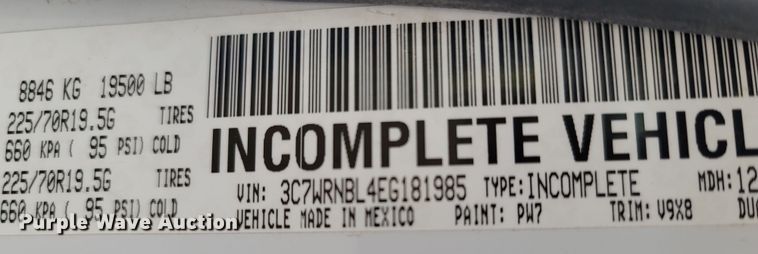 8846 KG 19500 LB
225/70R19.5G TIRES
660 KPA ( 95 PSI) COLD
225/70R19.5G TIRES
660 KPA ( 95 PSI) COLD
INCOMPLETE VEHICL
VIN: 3C7WRNBL4EG181985 TYPE: INCOMPLETE MDH: 12
VEHICLE MADE IN MEXICO PAINT: PW7 TRIM: V9X8 DUA
Purple Wave Auction